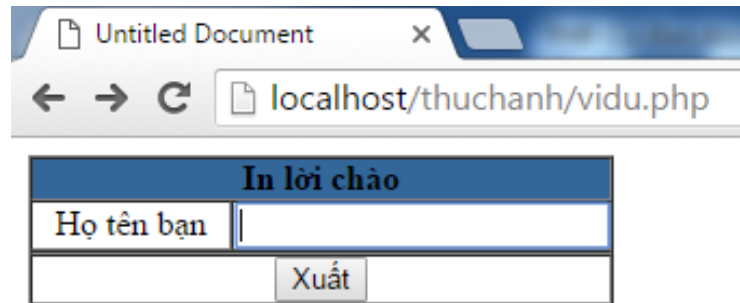 Untitled Document
localhost/thuchanh/vidu.php
In lời chào
Họ tên bạn
Xuất